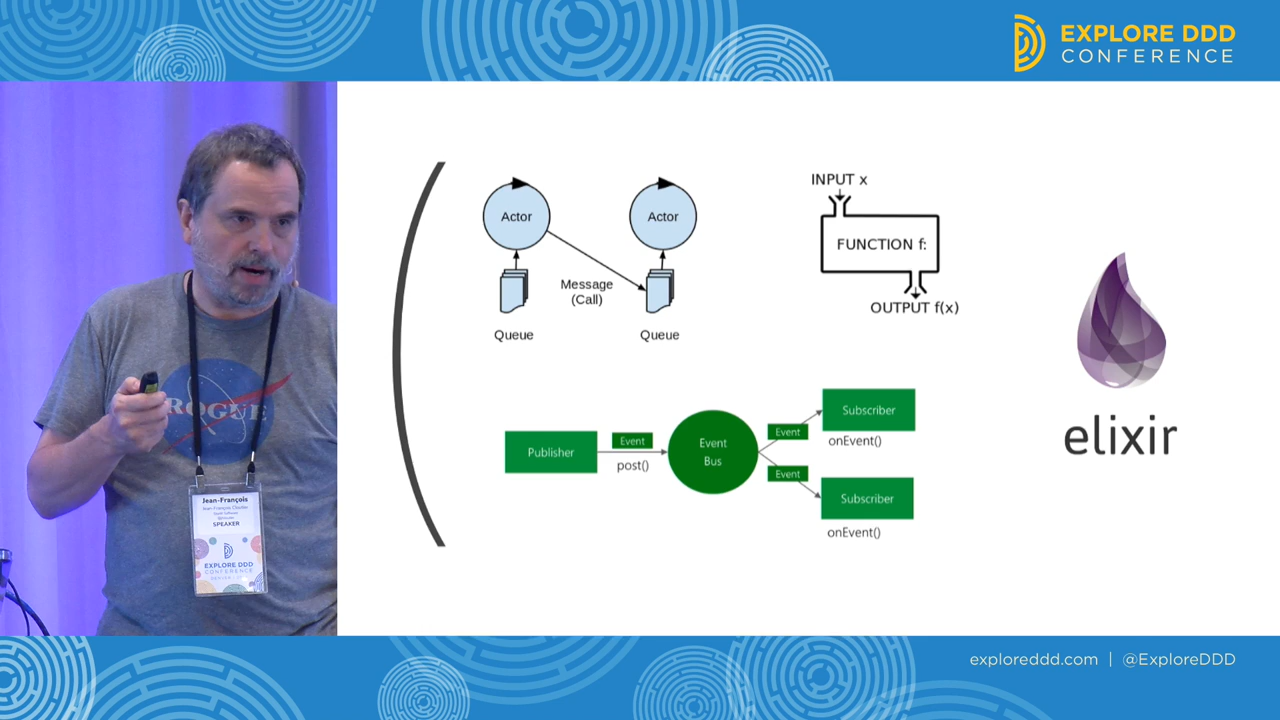 EXPLORE DDD
CONFERENCE
Actor
Actor
Message
(Call)
Queue
Queue
INPUT x
FUNCTION f:
OUTPUT f(x)
elixir
Publisher
Event
post()
Event
Bus
Event
Event
Subscriber
onEvent()
Subscriber
onEvent()
ROGUE
Jean-François
SPEAKER
EXPLORE DDD
CONFERENCE
exploreddd.com | @ExploreDDD